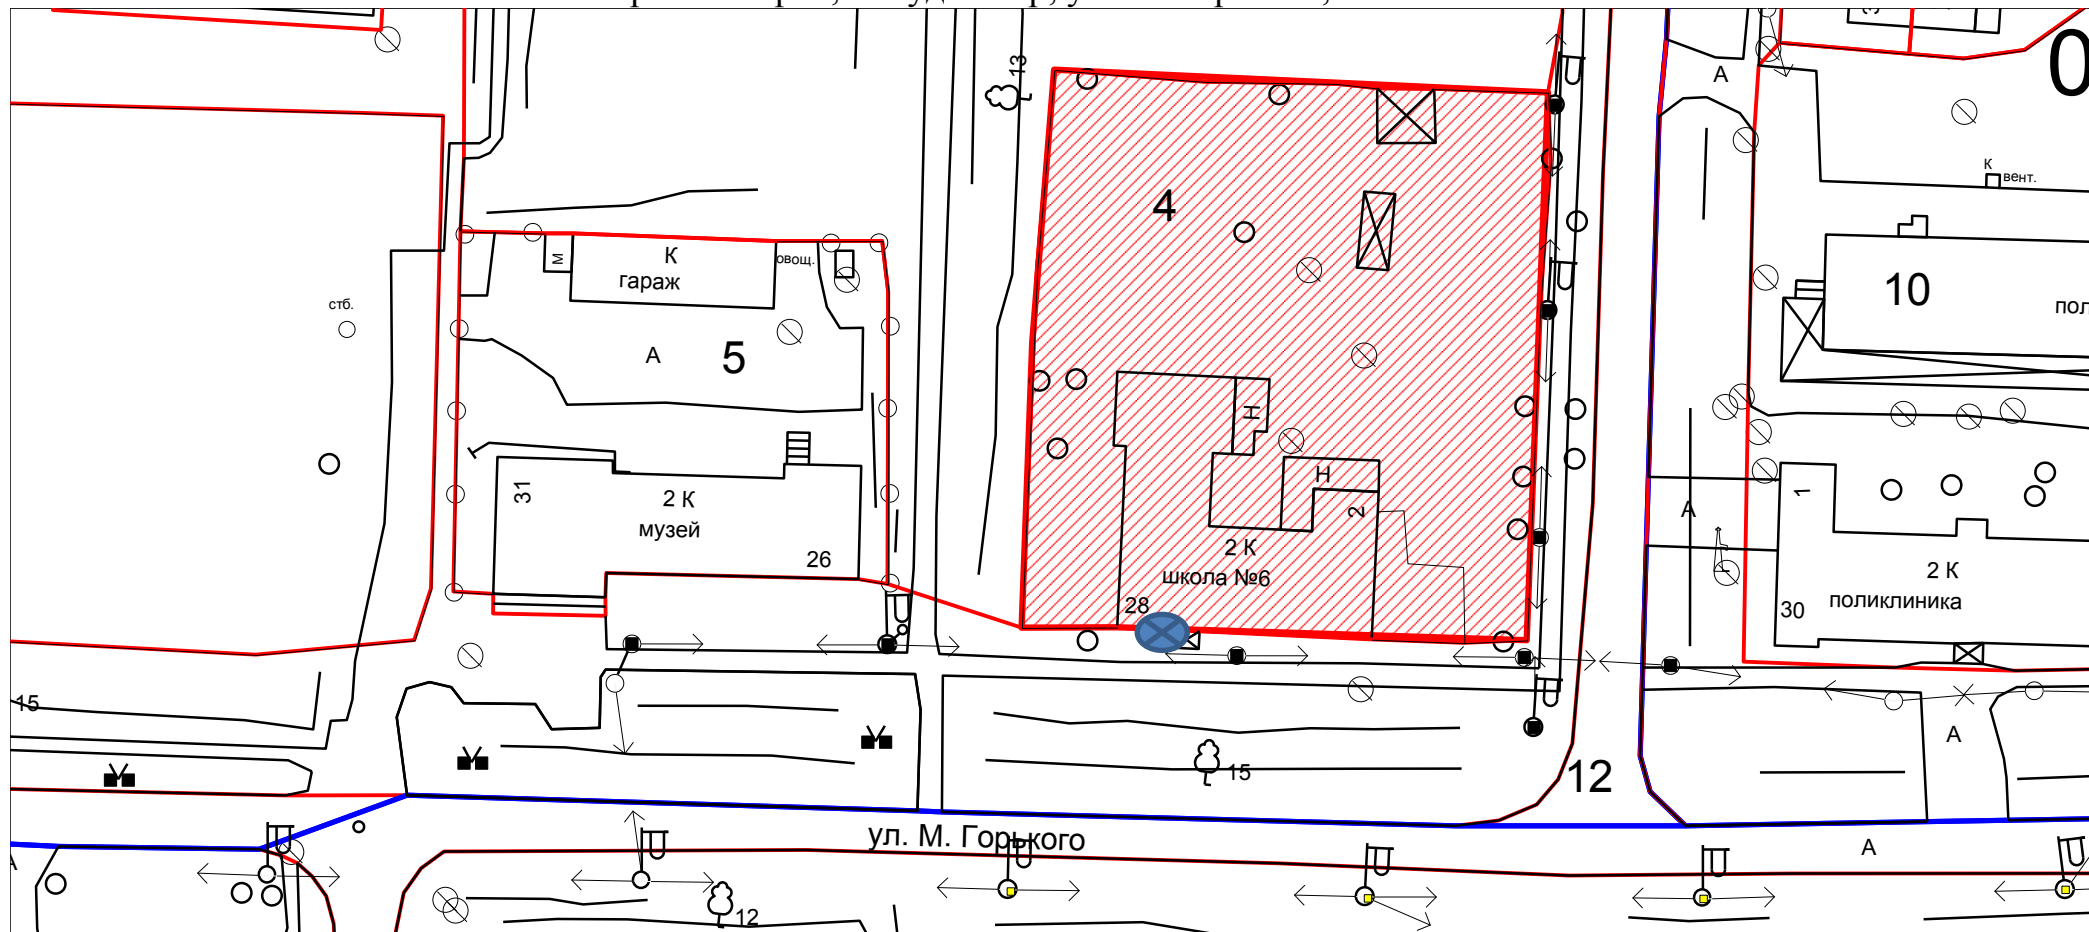 13
0
А
4
К
вент.
К
М
овощ.
гараж
10
пол
стб.
А
5
Н
31
2 К
музей
26
Н
2
2 К
школа №6
28
А
1
2 К
поликлиника
30
15
15
12
А
ул. М. Горького
А
А
12